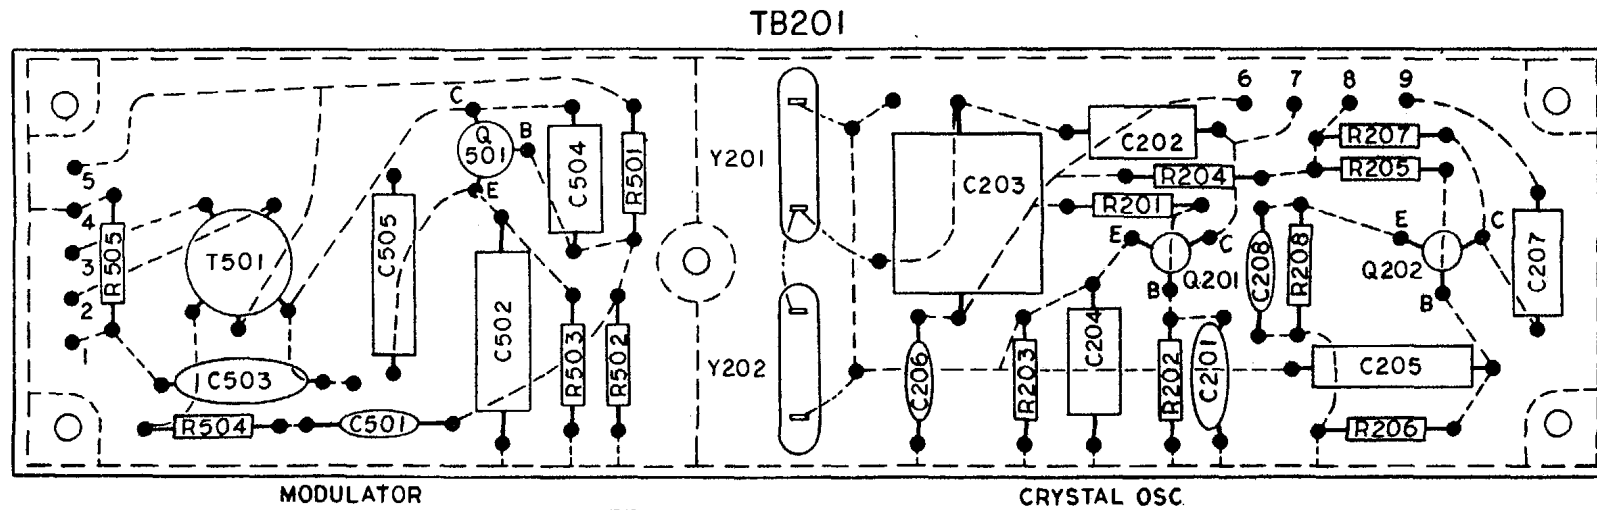 TB201
5
4
3
2
1
R505
T501
C503
R504
C501
C505
C
Q
501
B
E
C502
C504
R501
R503
R502
Y201
Y202
C203
C202
6
7
8
9
R207
R205
R204
R201
E
C
Q201
B
C208
R208
E
C
Q202
B
C207
C206
R203
C204
R202
C201
C205
R206
MODULATOR
CRYSTAL OSC